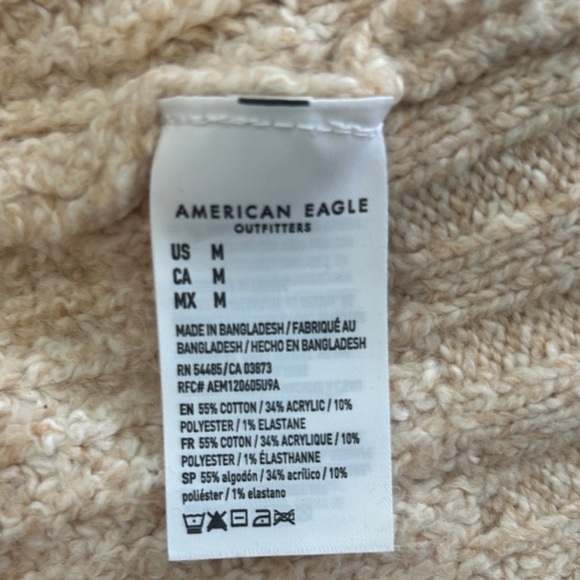 AMERICAN EAGLE
OUTFITTERS
US M
CA M
MX M
MADE IN BANGLADESH / FABRIQUÉ AU
BANGLADESH / HECHO EN BANGLADESH
RN 54485 / CA 03873
RFC# AEM120605U9A
EN 55% COTTON / 34% ACRYLIC / 10%
POLYESTER / 1% ELASTANE
FR 55% COTON / 34% ACRYLIQUE / 10%
POLYESTER / 1% ÉLASTHANNE
SP 55% algodón / 34% acrílico / 10%
poliéster / 1% elastano